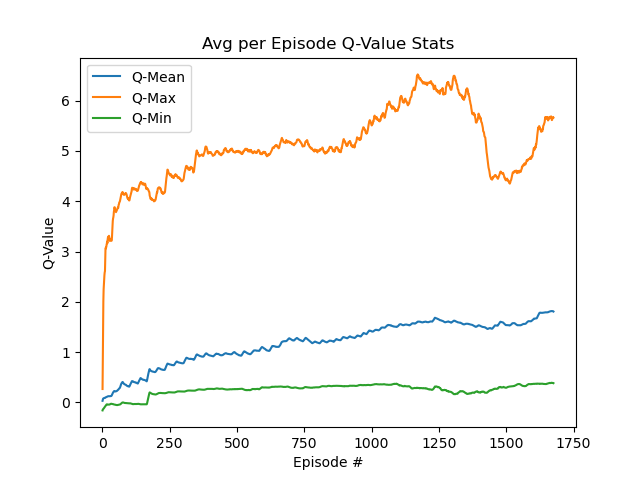 Avg per Episode Q-Value Stats
Q-Mean
Q-Max
Q-Min
Q-Value
6
5
4
3
2
1
0
0 250 500 750 1000 1250 1500 1750
Episode #